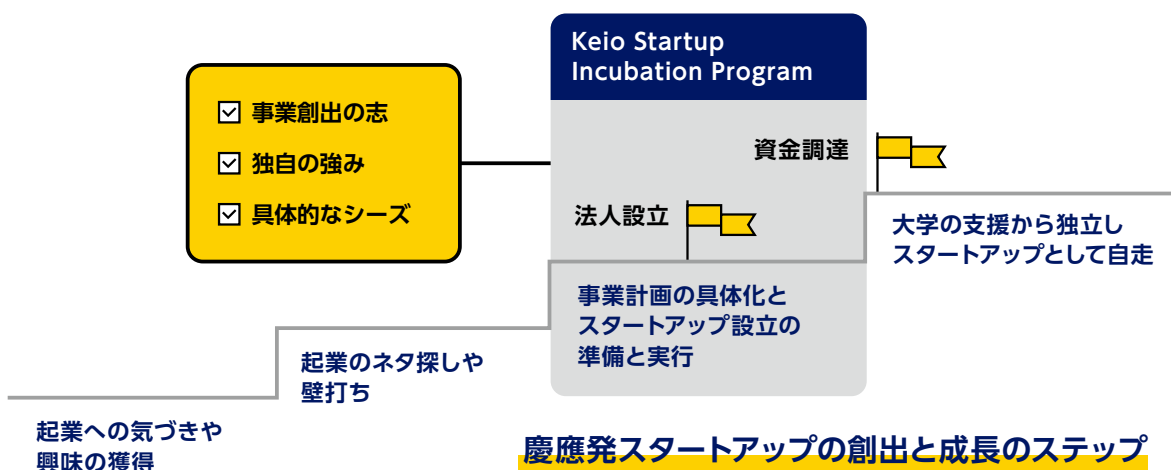 Keio Startup
Incubation Program
事業創出の志
独自の強み
具体的なシーズ
資金調達
法人設立
大学の支援から独立し
スタートアップとして自走
事業計画の具体化と
スタートアップ設立の
準備と実行
起業のネタ探しや
壁打ち
起業への気づきや
興味の獲得
慶應発スタートアップの創出と成長のステップ